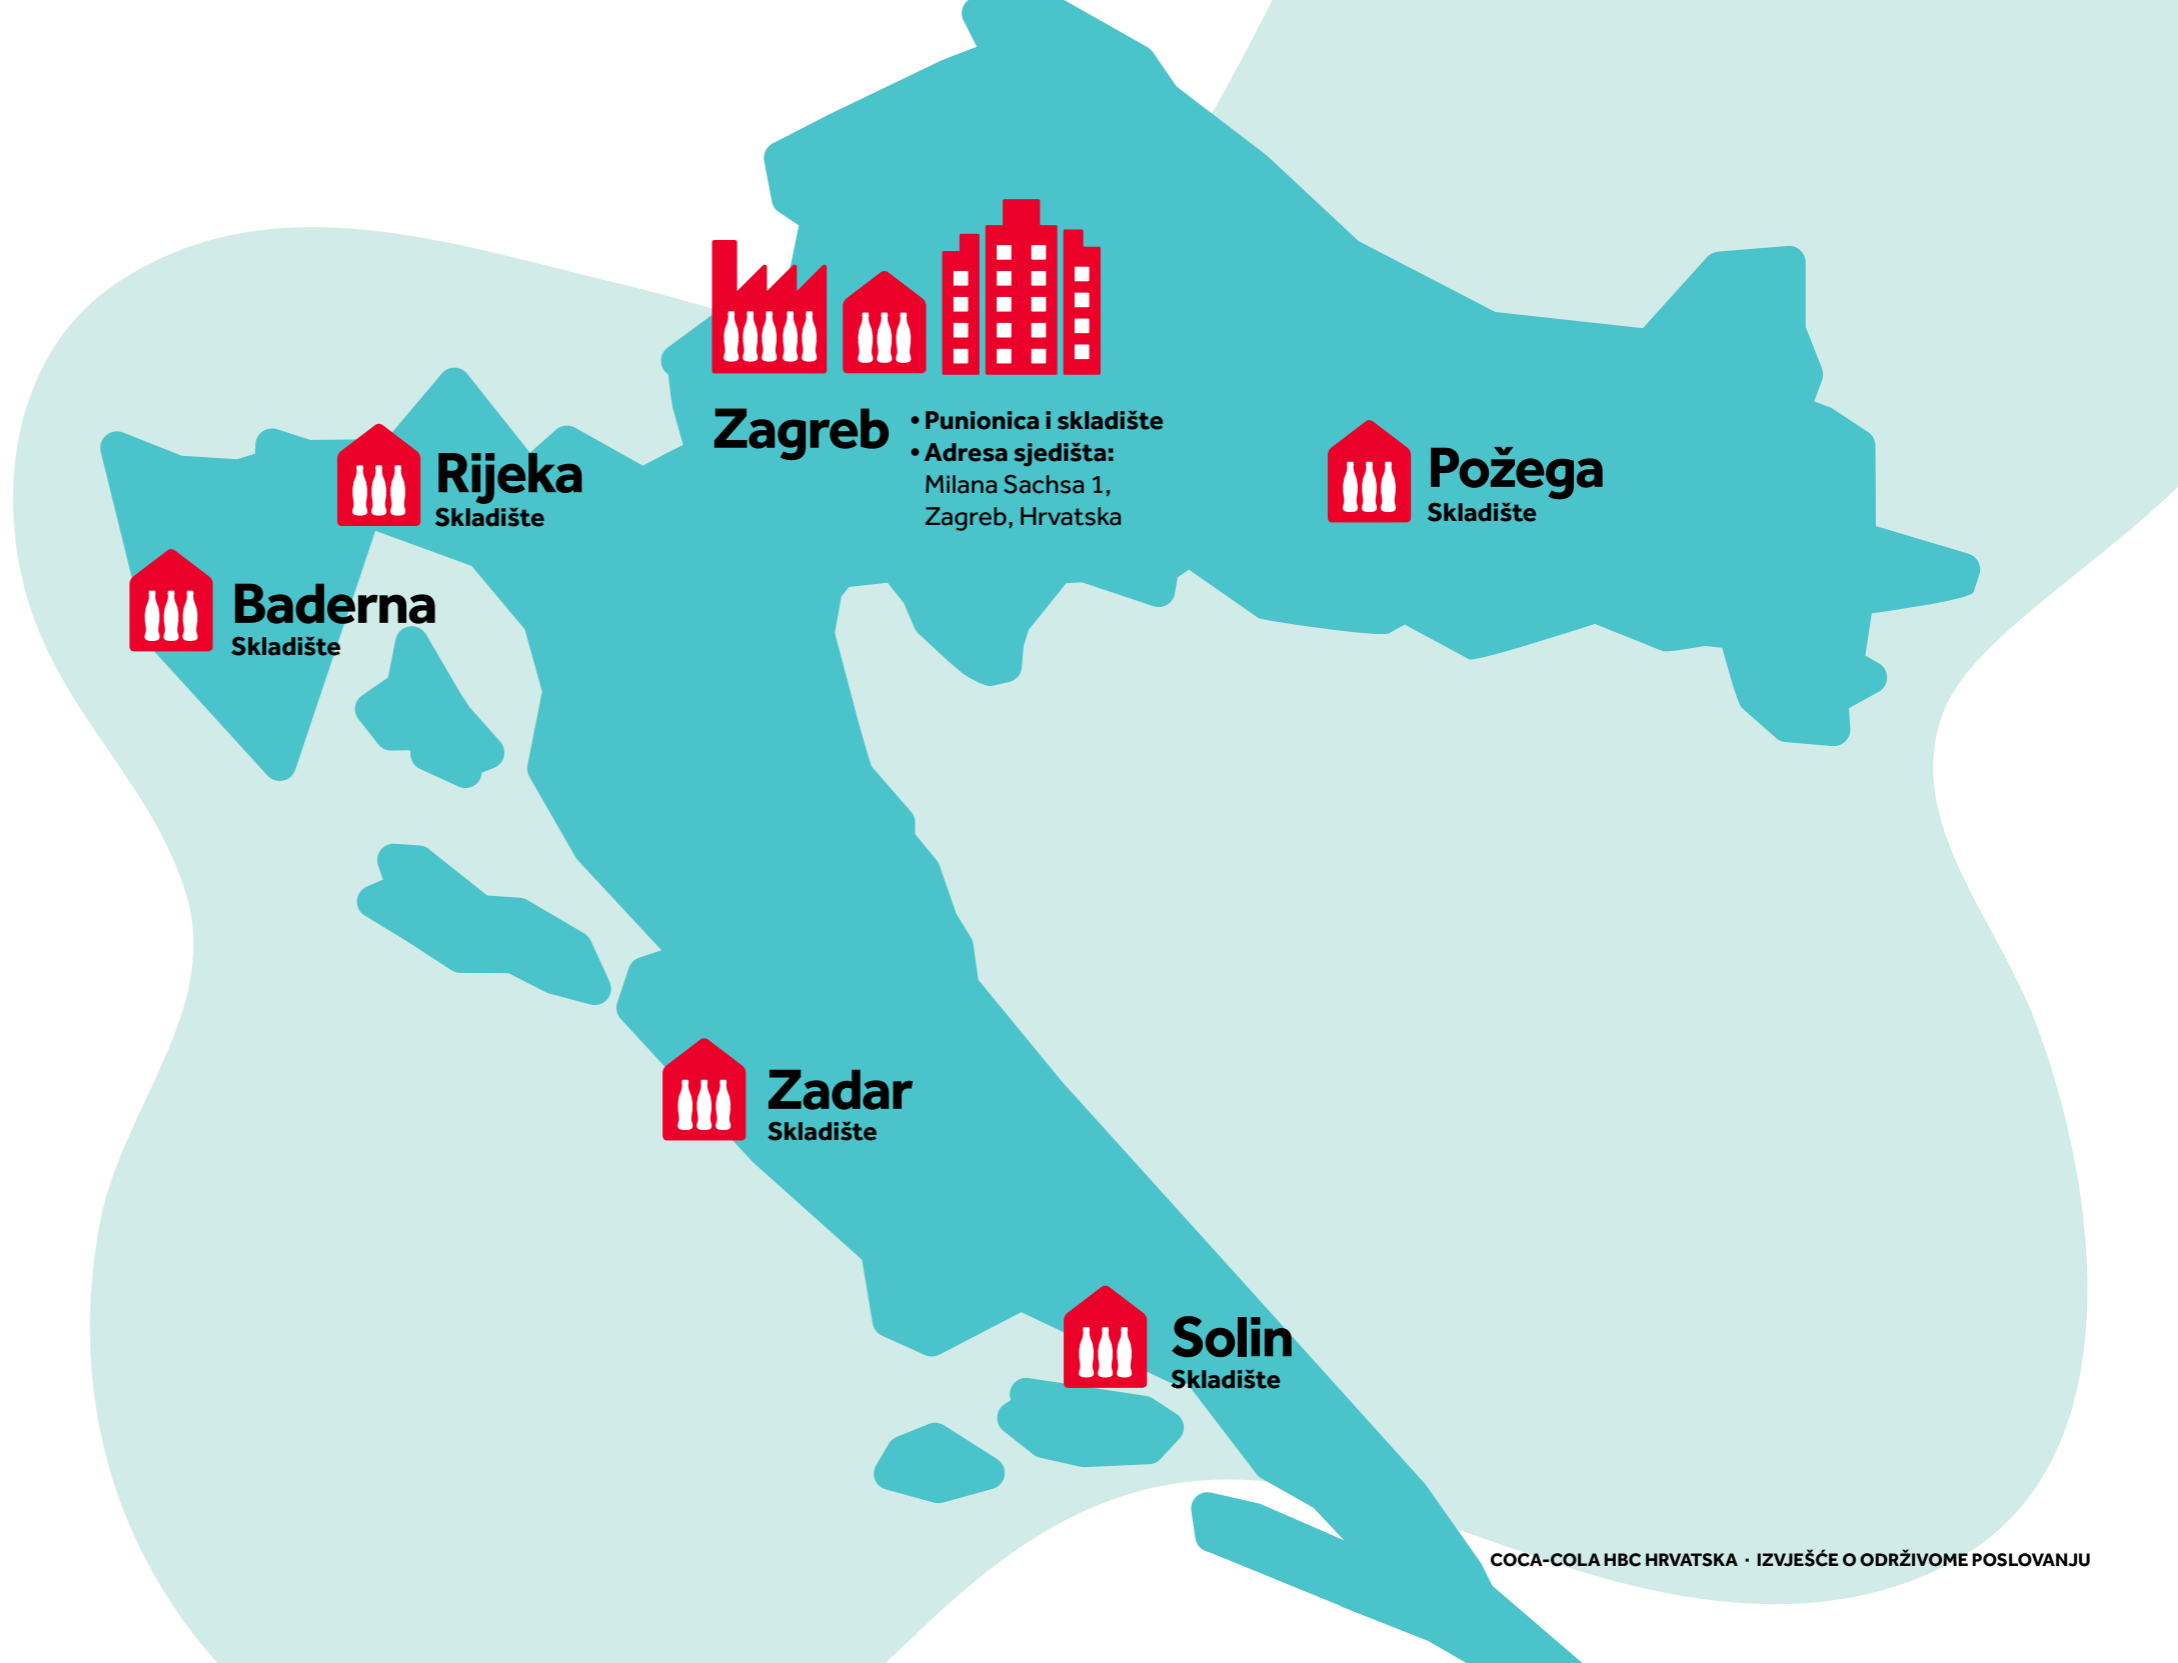 Zagreb
• Punionica i skladište
• Adresa sjedišta:
Milana Sachsa 1,
Zagreb, Hrvatska
Rijeka
Skladište
Požega
Skladište
Baderna
Skladište
Zadar
Skladište
Solin
Skladište
COCA-COLA HBC HRVATSKA · IZVJEŠĆE O ODRŽIVOME POSLOVANJU